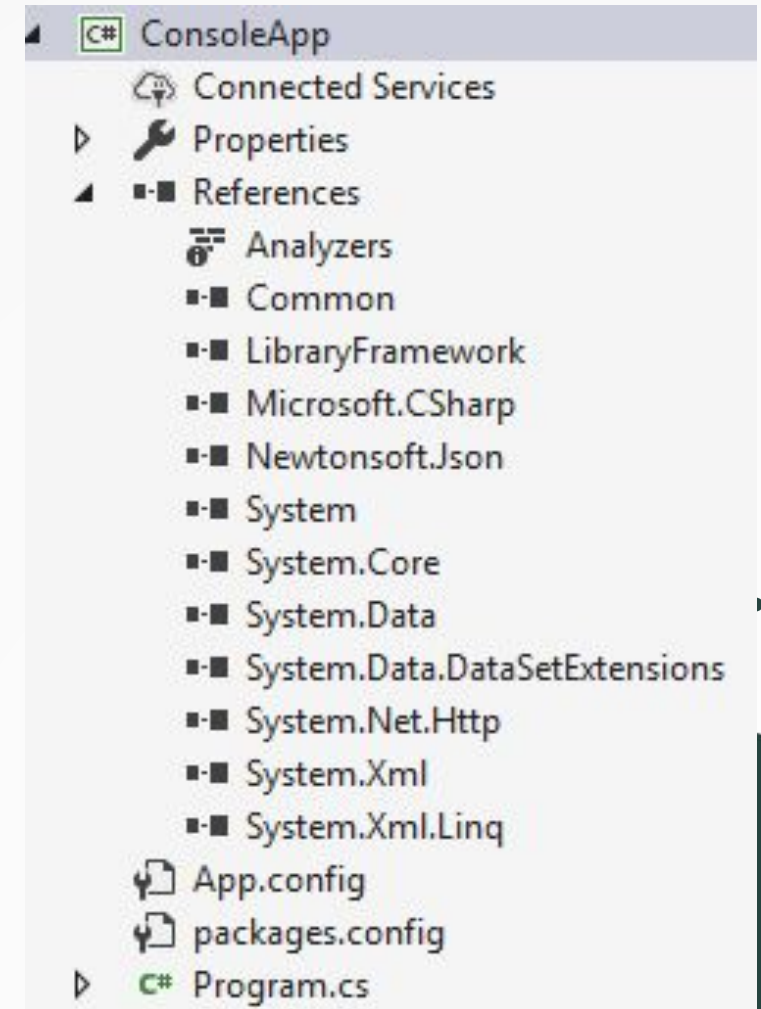 C# ConsoleApp
Connected Services
Properties
References
Analyzers
Common
LibraryFramework
Microsoft.CSharp
Newtonsoft.Json
System
System.Core
System.Data
System.Data.DataSetExtensions
System.Net.Http
System.Xml
System.Xml.Linq
App.config
packages.config
C# Program.cs